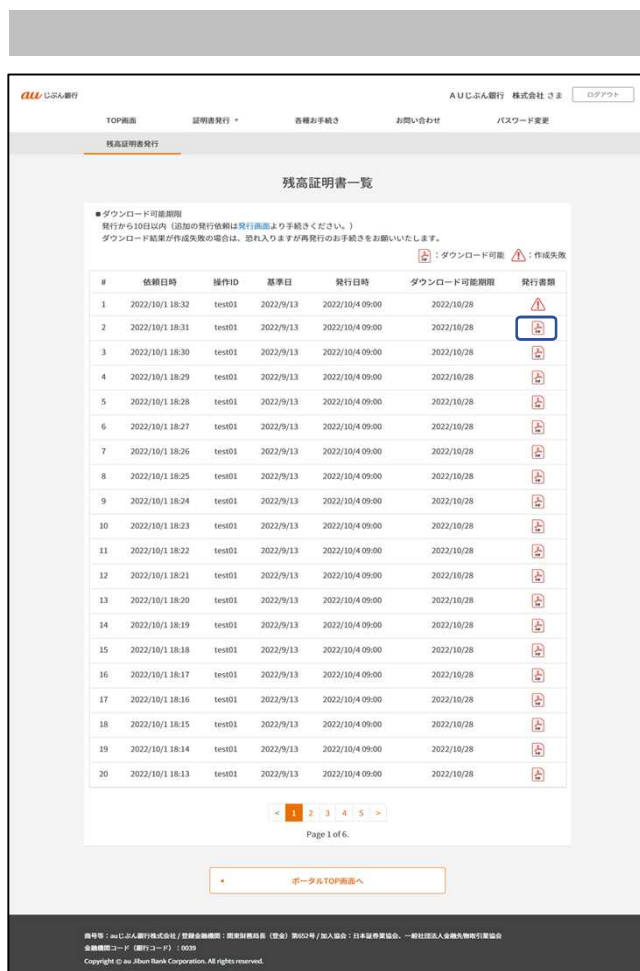 au じぶん銀行
AUじぶん銀行 株式会社 さま ログアウト
TOP画面 証明書発行 各種お手続き お問い合わせ パスワード変更
残高証明書発行
残高証明書一覧
■ダウンロード可能期限
発行から10日以内（追加の発行依頼は発行画面より手続きください。）
ダウンロード結果が作成失敗の場合は、恐れ入りますが再発行のお手続きをお願いいたします。
：ダウンロード可能 ：作成失敗
# 依頼日時 操作ID 基準日 発行日時 ダウンロード可能期限 発行書類
1 2022/10/1 18:32 test01 2022/9/13 2022/10/4 09:00 2022/10/28
2 2022/10/1 18:31 test01 2022/9/13 2022/10/4 09:00 2022/10/28
3 2022/10/1 18:30 test01 2022/9/13 2022/10/4 09:00 2022/10/28
4 2022/10/1 18:29 test01 2022/9/13 2022/10/4 09:00 2022/10/28
5 2022/10/1 18:28 test01 2022/9/13 2022/10/4 09:00 2022/10/28
6 2022/10/1 18:27 test01 2022/9/13 2022/10/4 09:00 2022/10/28
7 2022/10/1 18:26 test01 2022/9/13 2022/10/4 09:00 2022/10/28
8 2022/10/1 18:25 test01 2022/9/13 2022/10/4 09:00 2022/10/28
9 2022/10/1 18:24 test01 2022/9/13 2022/10/4 09:00 2022/10/28
10 2022/10/1 18:23 test01 2022/9/13 2022/10/4 09:00 2022/10/28
11 2022/10/1 18:22 test01 2022/9/13 2022/10/4 09:00 2022/10/28
12 2022/10/1 18:21 test01 2022/9/13 2022/10/4 09:00 2022/10/28
13 2022/10/1 18:20 test01 2022/9/13 2022/10/4 09:00 2022/10/28
14 2022/10/1 18:19 test01 2022/9/13 2022/10/4 09:00 2022/10/28
15 2022/10/1 18:18 test01 2022/9/13 2022/10/4 09:00 2022/10/28
16 2022/10/1 18:17 test01 2022/9/13 2022/10/4 09:00 2022/10/28
17 2022/10/1 18:16 test01 2022/9/13 2022/10/4 09:00 2022/10/28
18 2022/10/1 18:15 test01 2022/9/13 2022/10/4 09:00 2022/10/28
19 2022/10/1 18:14 test01 2022/9/13 2022/10/4 09:00 2022/10/28
20 2022/10/1 18:13 test01 2022/9/13 2022/10/4 09:00 2022/10/28
< 1 2 3 4 5 >
Page 1 of 6.
ポータルTOP画面へ
商号等：auじぶん銀行株式会社 / 登録金融機関：関東財務局長（登金）第652号 / 加入協会：日本証券業協会、一般社団法人金融先物取引業協会
金融機関コード（銀行コード）：0039
Copyright © au Jibun Bank Corporation. All rights reserved.